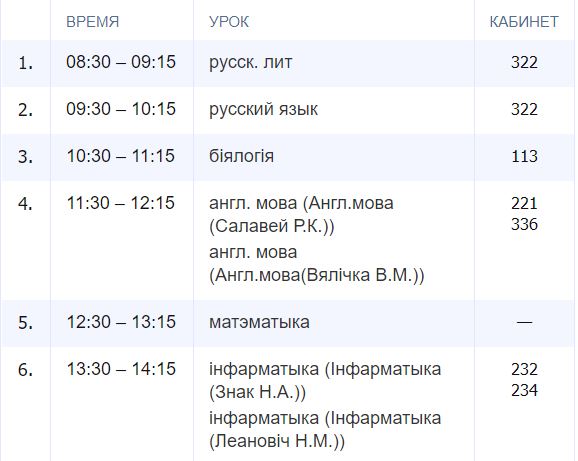 ВРЕМЯ УРОК КАБИНЕТ
1. 08:30 – 09:15 русск. лит 322
2. 09:30 – 10:15 русский язык 322
3. 10:30 – 11:15 біялогія 113
4. 11:30 – 12:15 англ. мова (Англ.мова 221
(Салавей Р.К.)) 336
англ. мова
(Англ.мова(Вялічка В.М.))
5. 12:30 – 13:15 матэматыка —
6. 13:30 – 14:15 інфарматыка (Інфарматыка 232
(Знак Н.А.)) 234
інфарматыка (Інфарматыка
(Леановіч Н.М.))